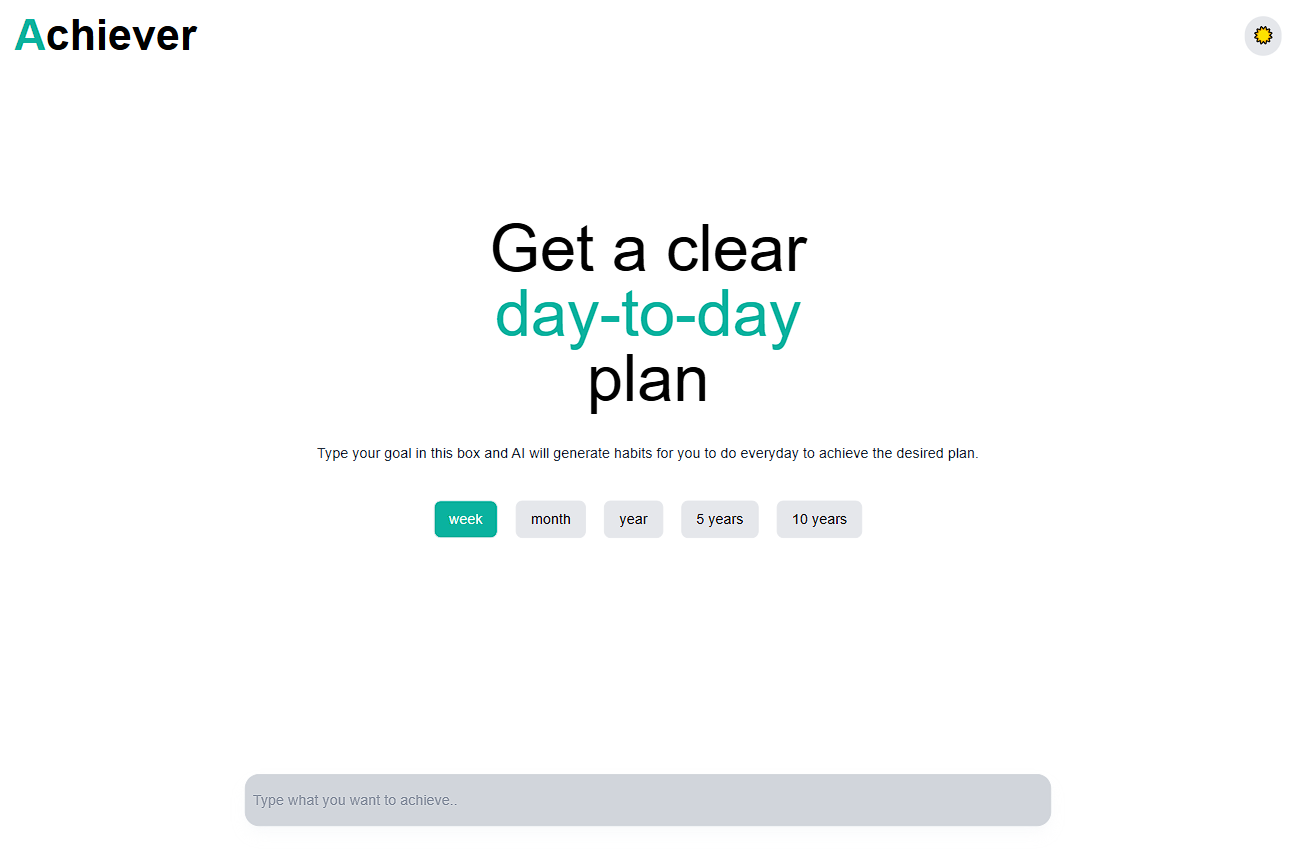 Achiever
Get a clear
day-to-day
plan
Type your goal in this box and AI will generate habits for you to do everyday to achieve the desired plan.
week month year 5 years 10 years
Type what you want to achieve..